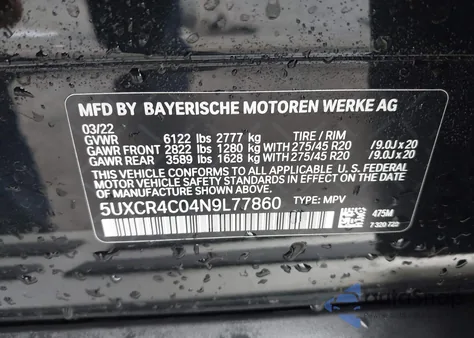 MFD BY BAYERISCHE MOTOREN WERKE AG
03/22
GVWR 6122 lbs 2777 kg TIRE / RIM
GAWR FRONT 2822 lbs 1280 kg WITH 275/45 R20 /9.0J x 20
GAWR REAR 3589 lbs 1628 kg WITH 275/45 R20 /9.0J x 20
THIS VEHICLE CONFORMS TO ALL APPLICABLE U. S. FEDERAL
MOTOR VEHICLE SAFETY STANDARDS IN EFFECT ON THE DATE
OF MANUFACTURE SHOWN ABOVE.
5UXCR4C04N9L77860 TYPE: MPV 475M